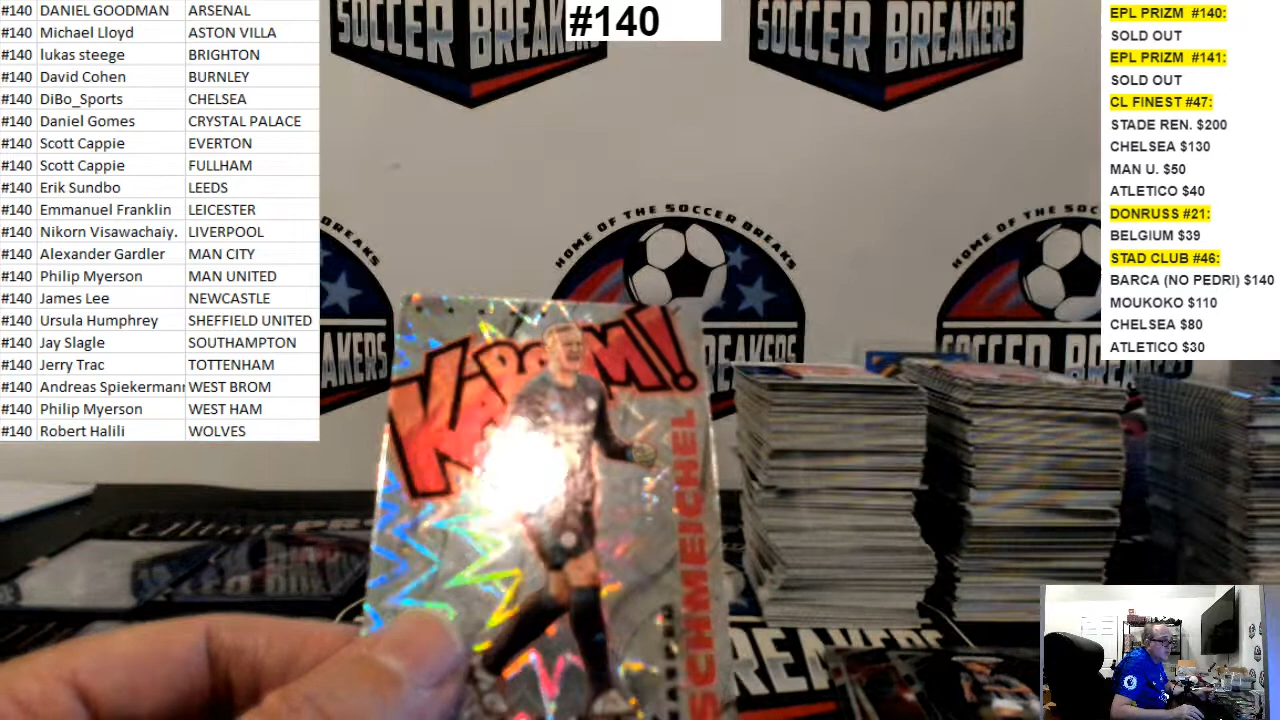 #140 DANIEL GOODMAN ARSENAL
#140 Michael Lloyd ASTON VILLA
#140 lukas steege BRIGHTON
#140 David Cohen BURNLEY
#140 DiBo_Sports CHELSEA
#140 Daniel Gomes CRYSTAL PALACE
#140 Scott Cappie EVERTON
#140 Scott Cappie FULLHAM
#140 Erik Sundbo LEEDS
#140 Emmanuel Franklin LEICESTER
#140 Nikorn Visawachaiy. LIVERPOOL
#140 Alexander Gardler MAN CITY
#140 Philip Myerson MAN UNITED
#140 James Lee NEWCASTLE
#140 Ursula Humphrey SHEFFIELD UNITED
#140 Jay Slagle SOUTHAMPTON
#140 Jerry Trac TOTTENHAM
#140 Andreas Spiekermann WEST BROM
#140 Philip Myerson WEST HAM
#140 Robert Halili WOLVES
#140
SOCCER BREAK
SOCCER BREAKERS
HOME OF THE SOCCER BREAKS
HOME OF THE SOCCER
BREAKS
EAKERS
KABOOM!
SCHMEICHEL
EPL PRIZM #140:
SOLD OUT
EPL PRIZM #141:
SOLD OUT
CL FINEST #47:
STADE REN. $200
CHELSEA $130
MAN U. $50
ATLETICO $40
DONRUSS #21:
BELGIUM $39
STAD CLUB #46:
BARCA (NO PEDRI) $140
MOUKOKO $110
CHELSEA $80
ATLETICO $30